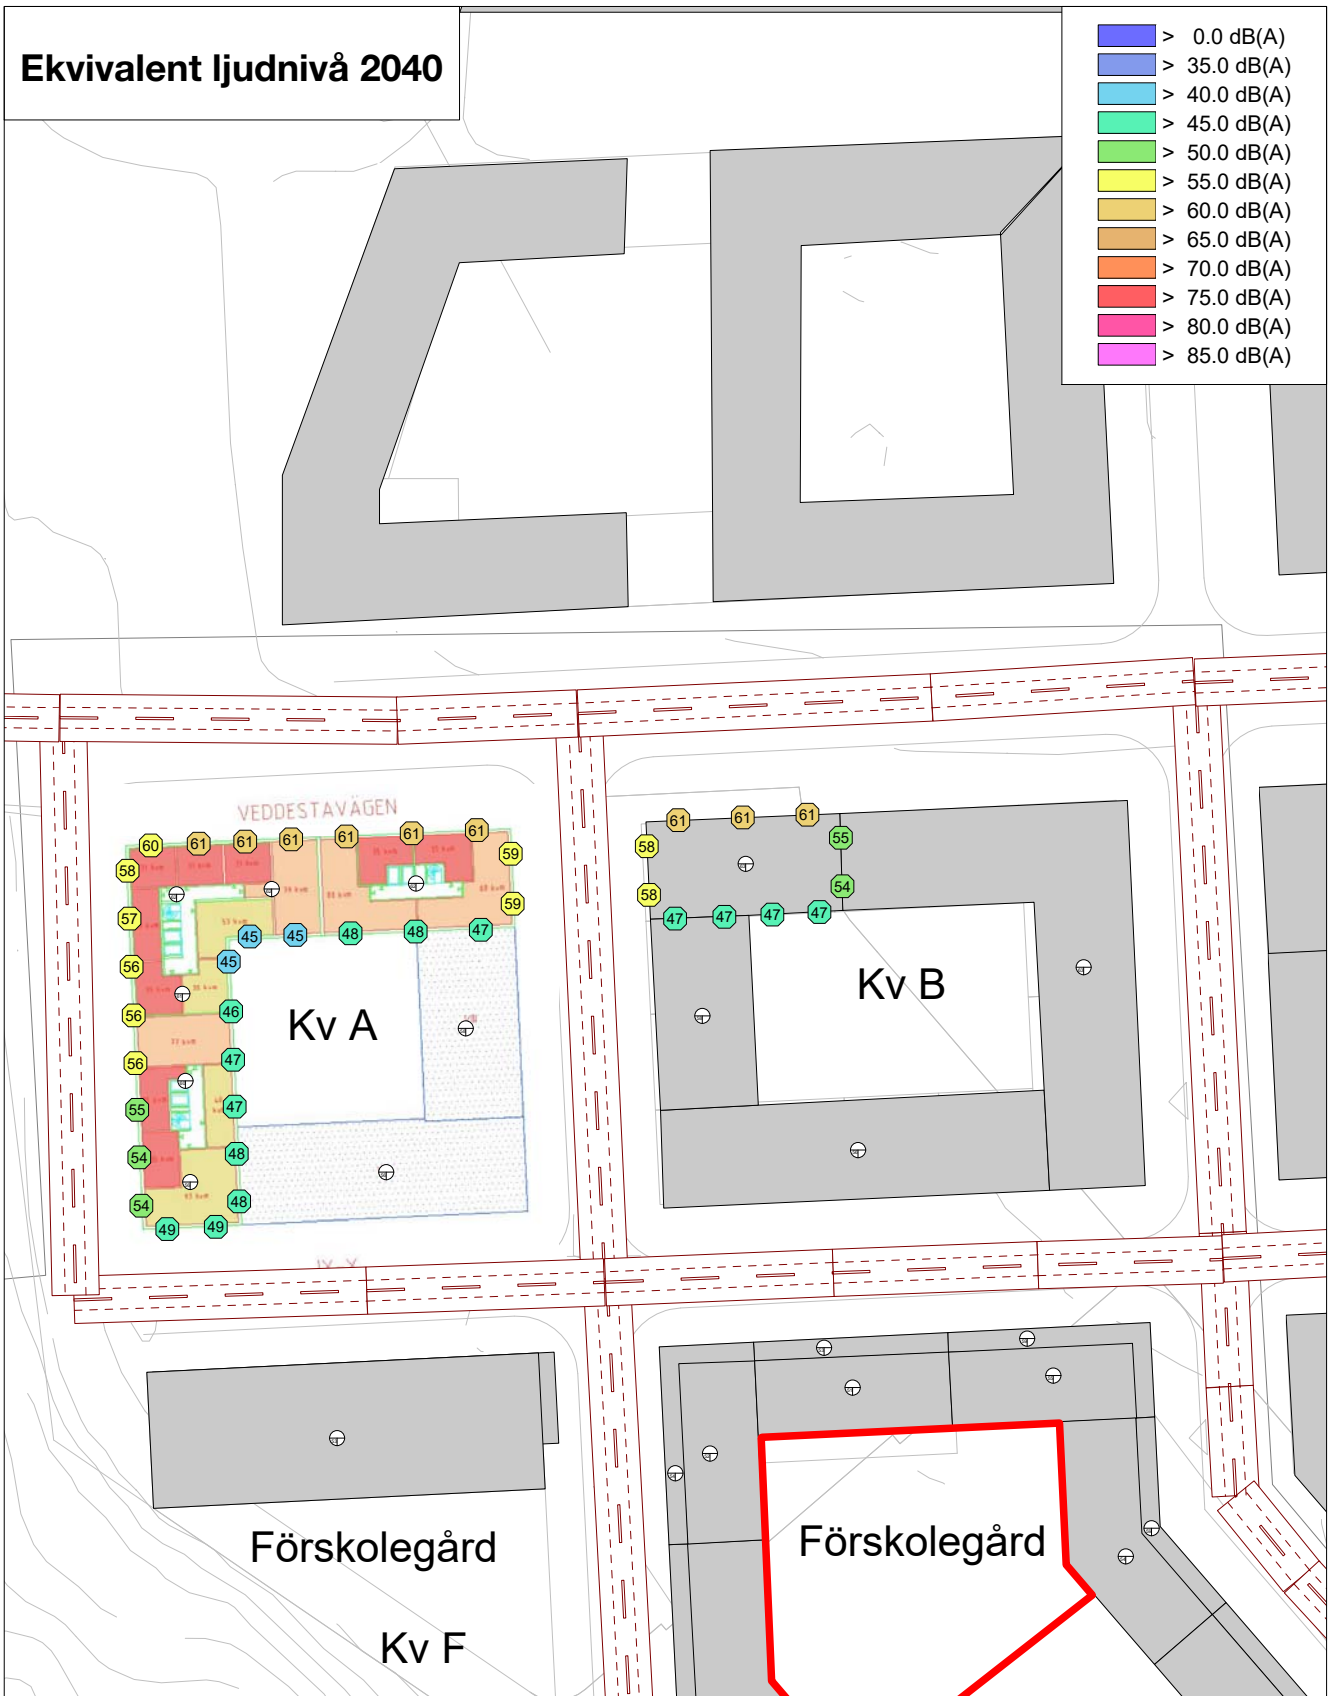 Ekvivalent ljudnivå 2040
> 0.0 dB(A)
> 35.0 dB(A)
> 40.0 dB(A)
> 45.0 dB(A)
> 50.0 dB(A)
> 55.0 dB(A)
> 60.0 dB(A)
> 65.0 dB(A)
> 70.0 dB(A)
> 75.0 dB(A)
> 80.0 dB(A)
> 85.0 dB(A)
VEDDESTAVÄGEN
60 61 61 61 61 61 61
58 59
57 59
45 45 48 48 47
56 45
56 46
56 47
55 47
54 48
54 48
49 49
Kv A
61 61 61
58 55
58 54
47 47 47 47
Kv B
Förskolegård
Förskolegård
Kv F